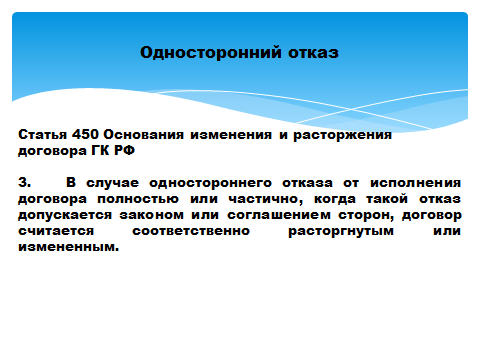 Односторонний отказ
Статья 450 Основания изменения и расторжения
договора ГК РФ
3. В случае одностороннего отказа от исполнения
договора полностью или частично, когда такой отказ
допускается законом или соглашением сторон, договор
считается соответственно расторгнутым или
измененным.